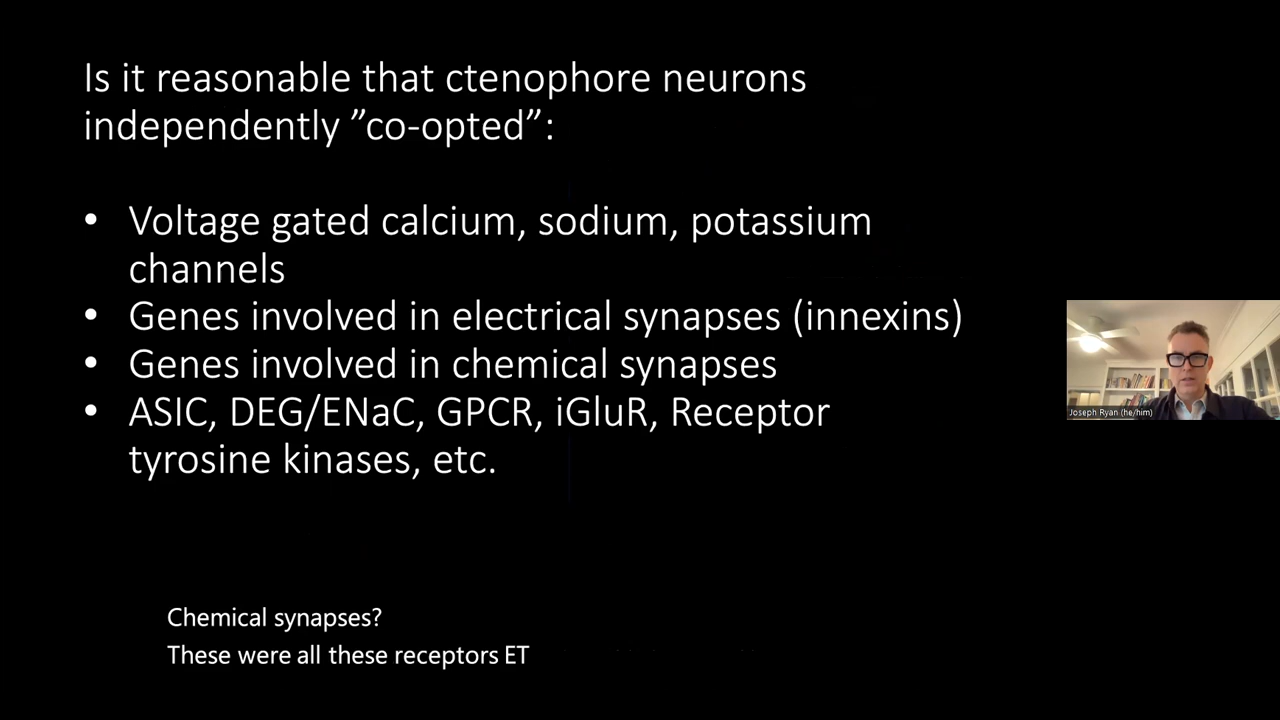 Is it reasonable that ctenophore neurons
independently ”co-opted”:
• Voltage gated calcium, sodium, potassium
channels
• Genes involved in electrical synapses (innexins)
• Genes involved in chemical synapses
• ASIC, DEG/ENaC, GPCR, iGluR, Receptor
tyrosine kinases, etc.
Joseph Ryan (he/him)
Chemical synapses?
These were all these receptors ET